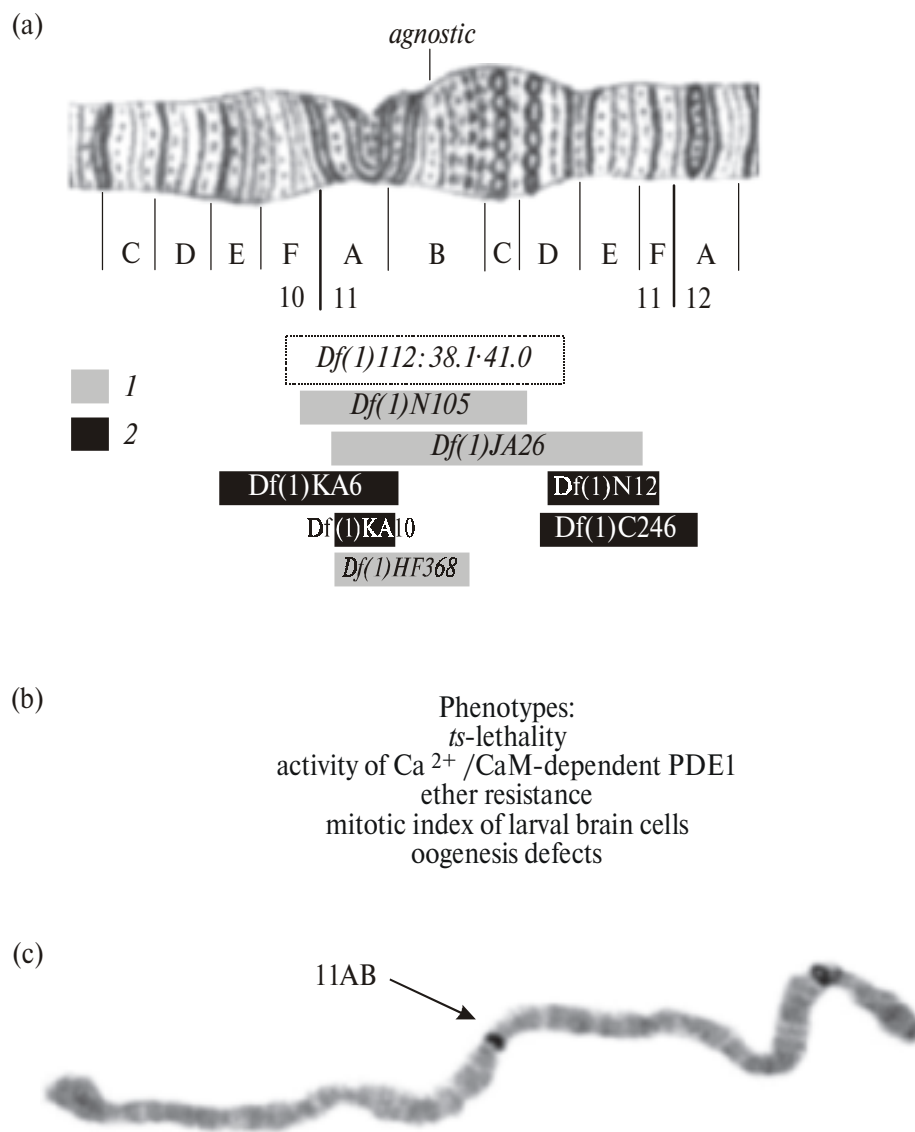 (a)
agnostic
C D E F A B C D E F A
10 11 11 12
Df(1)112: 38.1·41.0
1
Df(1)N105
2
Df(1)JA26
Df(1)KA6 Df(1)N12
Df(1)KA10 Df(1)C246
Df(1)HF368
(b)
Phenotypes:
ts-lethality
activity of Ca 2+ /CaM-dependent PDE1
ether resistance
mitotic index of larval brain cells
oogenesis defects
(c)
11AB